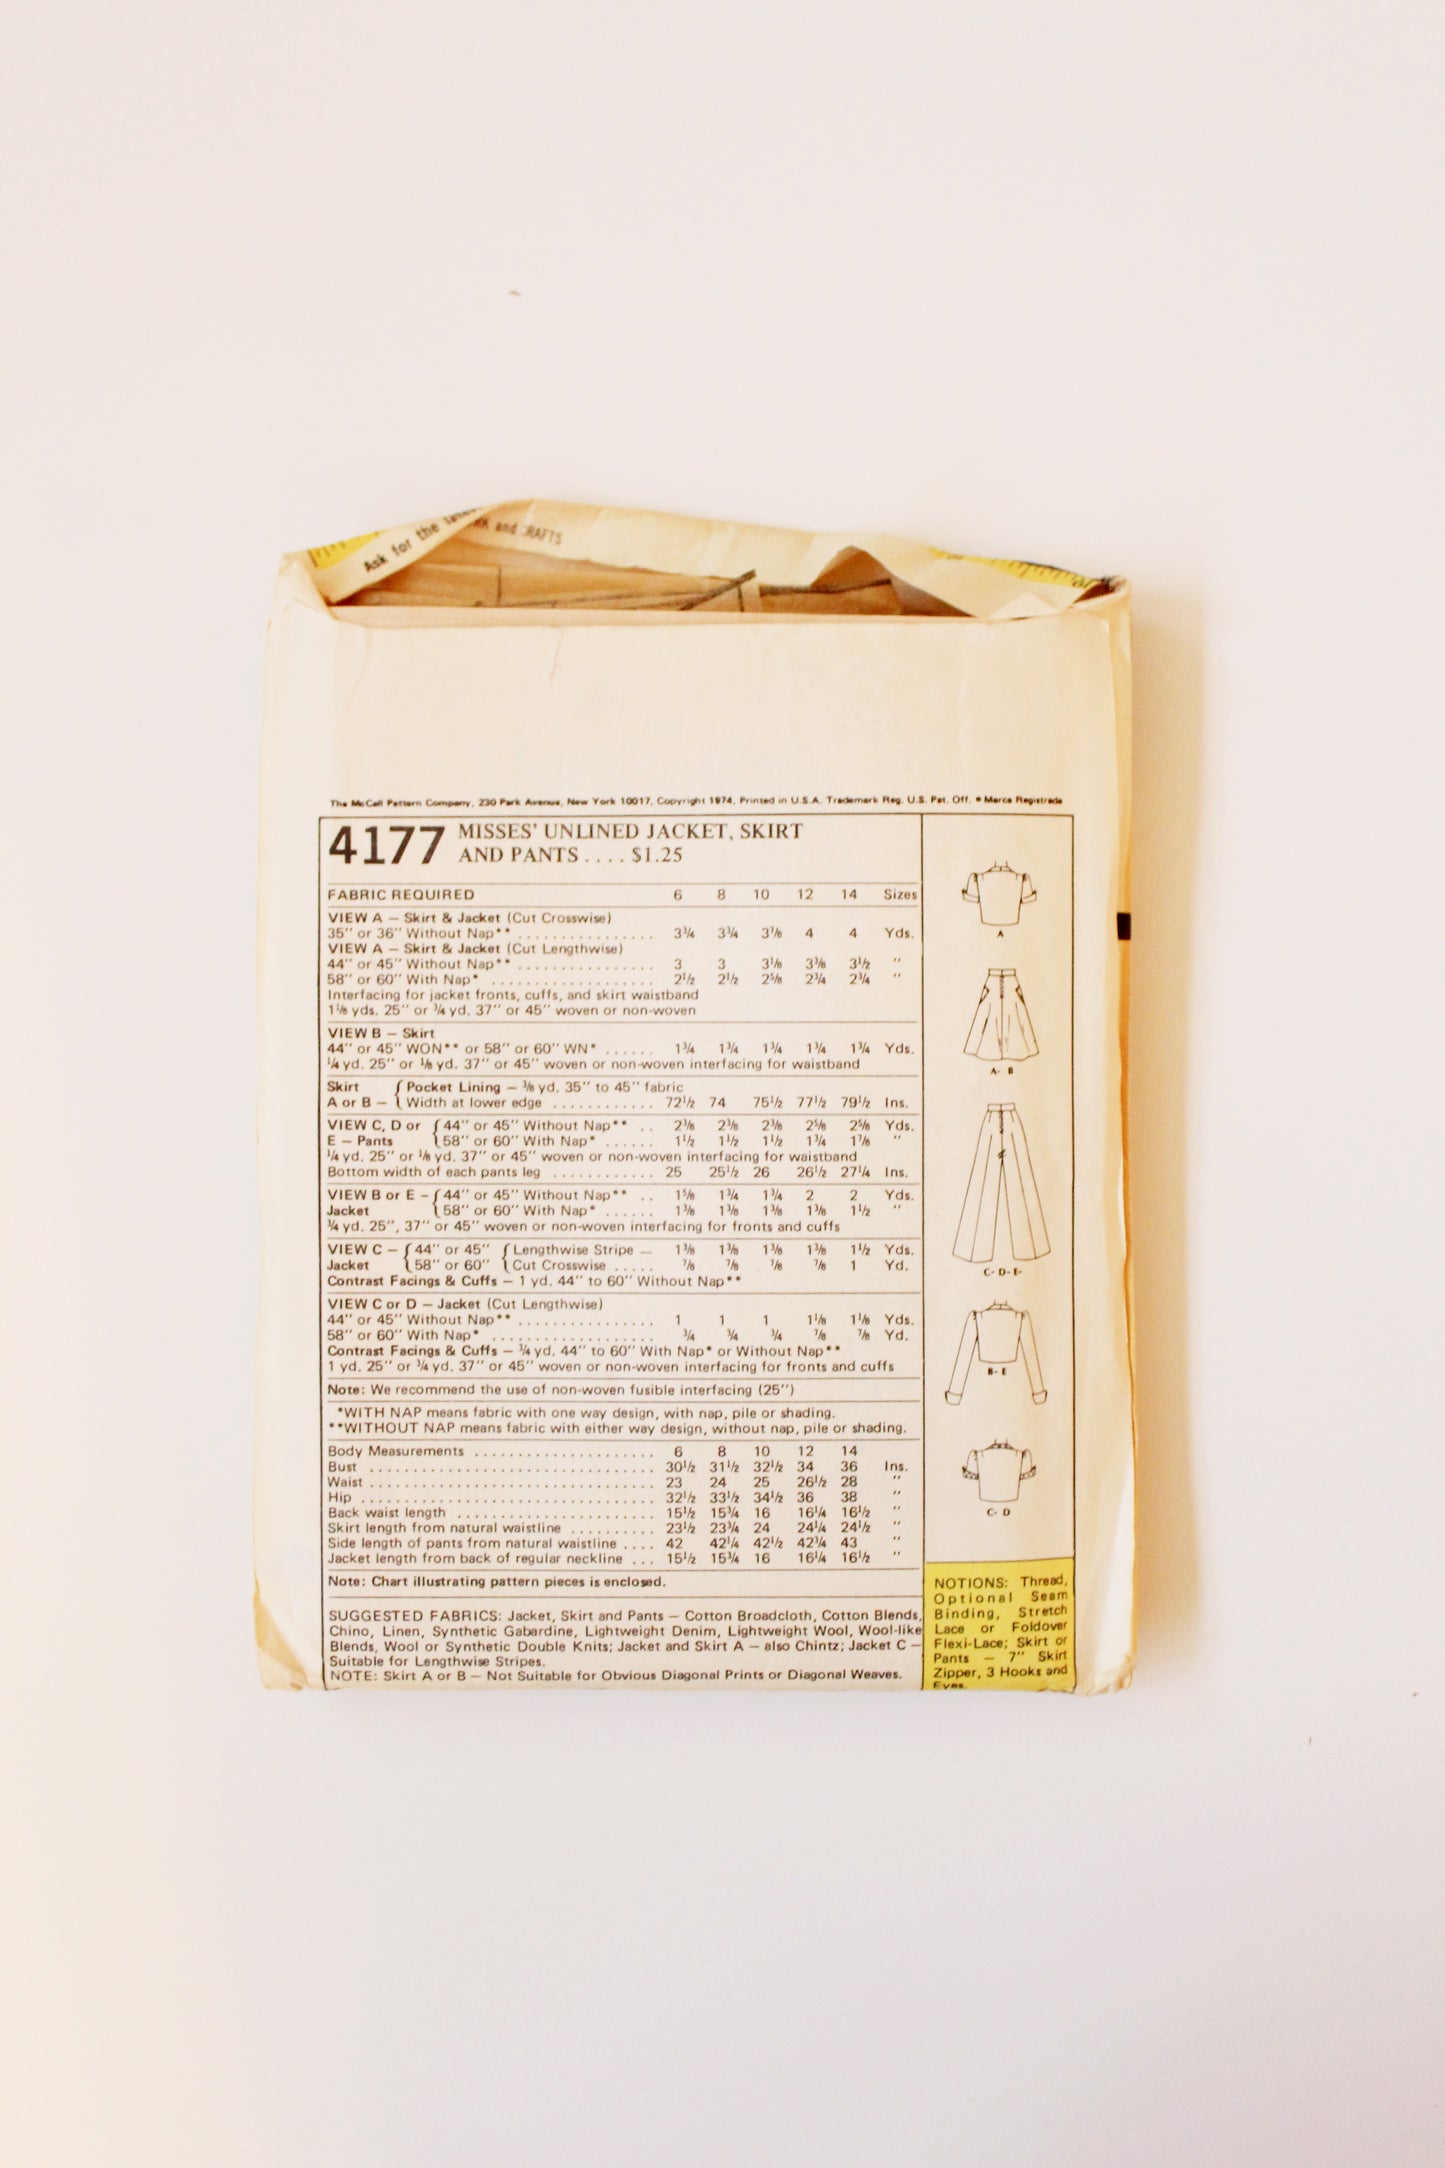 Ask for the latest
RK and CRAFTS
The McCall Pattern Company, 230 Park Avenue, New York 10017, Copyright 1974, Printed in U.S.A. Trademark Reg. U.S. Pat. Off. • Marca Registrada
4177 MISSES' UNLINED JACKET, SKIRT
AND PANTS .... $1.25
FABRIC REQUIRED 6 8 10 12 14 Sizes
VIEW A — Skirt & Jacket (Cut Crosswise)
35" or 36" Without Nap** ................ 3¾ 3¾ 3⅞ 4 4 Yds.
VIEW A — Skirt & Jacket (Cut Lengthwise)
44" or 45" Without Nap** ................ 3 3 3⅛ 3⅜ 3½ "
58" or 60" With Nap* ................... 2½ 2½ 2⅝ 2¾ 2¾ "
Interfacing for jacket fronts, cuffs, and skirt waistband
1⅛ yds. 25" or ¾ yd. 37" or 45" woven or non-woven
VIEW B — Skirt
44" or 45" WON** or 58" or 60" WN* ...... 1¾ 1¾ 1¾ 1¾ 1¾ Yds.
¼ yd. 25" or ⅛ yd. 37" or 45" woven or non-woven interfacing for waistband
Skirt { Pocket Lining — ⅜ yd. 35" to 45" fabric
A or B — { Width at lower edge ............ 72½ 74 75½ 77½ 79½ Ins.
VIEW C, D or { 44" or 45" Without Nap** .. 2⅜ 2⅜ 2⅜ 2⅝ 2⅝ Yds.
E — Pants { 58" or 60" With Nap* ...... 1½ 1½ 1½ 1¾ 1⅞ "
¼ yd. 25" or ⅛ yd. 37" or 45" woven or non-woven interfacing for waistband
Bottom width of each pants leg ............ 25 25½ 26 26½ 27¼ Ins.
VIEW B or E – { 44" or 45" Without Nap** .. 1⅝ 1¾ 1¾ 2 2 Yds.
Jacket { 58" or 60" With Nap* ...... 1⅜ 1⅜ 1⅜ 1⅜ 1½ "
¾ yd. 25", 37" or 45" woven or non-woven interfacing for fronts and cuffs
VIEW C — { 44" or 45" { Lengthwise Stripe — 1⅜ 1⅜ 1⅜ 1⅜ 1½ Yds.
Jacket { 58" or 60" { Cut Crosswise ..... ⅞ ⅞ ⅞ ⅞ 1 Yd.
Contrast Facings & Cuffs — 1 yd. 44" to 60" Without Nap**
VIEW C or D — Jacket (Cut Lengthwise)
44" or 45" Without Nap** ................ 1 1 1 1⅛ 1⅛ Yds.
58" or 60" With Nap* ................... ¾ ¾ ¾ ⅞ ⅞ Yd.
Contrast Facings & Cuffs — ¾ yd. 44" to 60" With Nap* or Without Nap**
1 yd. 25" or ¾ yd. 37" or 45" woven or non-woven interfacing for fronts and cuffs
Note: We recommend the use of non-woven fusible interfacing (25")
*WITH NAP means fabric with one way design, with nap, pile or shading.
**WITHOUT NAP means fabric with either way design, without nap, pile or shading.
Body Measurements ..................... 6 8 10 12 14
Bust ................................. 30½ 31½ 32½ 34 36 Ins.
Waist ................................. 23 24 25 26½ 28 "
Hip .................................. 32½ 33½ 34½ 36 38 "
Back waist length ....................... 15½ 15¾ 16 16¼ 16½ "
Skirt length from natural waistline .......... 23½ 23¾ 24 24¼ 24½ "
Side length of pants from natural waistline .... 42 42¼ 42½ 42¾ 43 "
Jacket length from back of regular neckline ... 15½ 15¾ 16 16¼ 16½ "
Note: Chart illustrating pattern pieces is enclosed.
SUGGESTED FABRICS: Jacket, Skirt and Pants — Cotton Broadcloth, Cotton Blends,
Chino, Linen, Synthetic Gabardine, Lightweight Denim, Lightweight Wool, Wool-like
Blends, Wool or Synthetic Double Knits; Jacket and Skirt A — also Chintz; Jacket C —
Suitable for Lengthwise Stripes.
NOTE: Skirt A or B — Not Suitable for Obvious Diagonal Prints or Diagonal Weaves.
A
A- B
C- D- E-
B- E
C- D
NOTIONS: Thread,
Optional Seam
Binding, Stretch
Lace or Foldover
Flexi-Lace; Skirt or
Pants — 7" Skirt
Zipper, 3 Hooks and
Eyes.